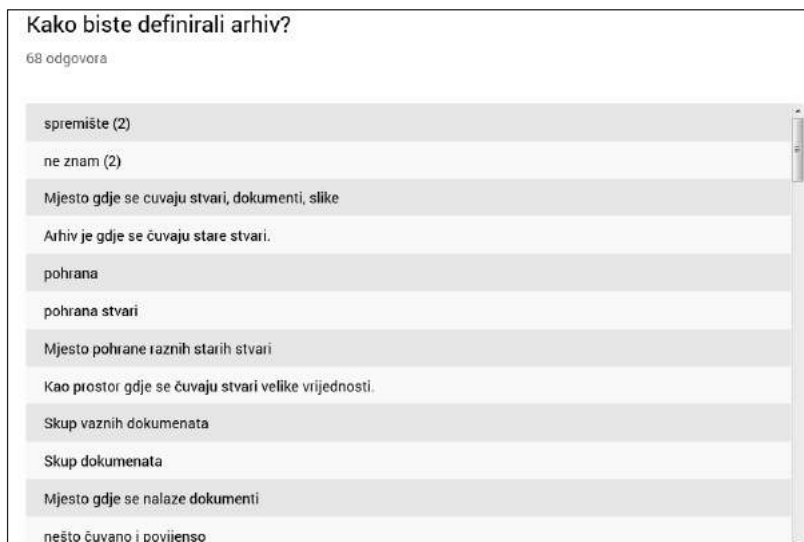 Kako biste definirali arhiv?
68 odgovora
spremište (2)
ne znam (2)
Mjesto gdje se cuvaju stvari, dokumenti, slike
Arhiv je gdje se čuvaju stare stvari.
pohrana
pohrana stvari
Mjesto pohrane raznih starih stvari
Kao prostor gdje se čuvaju stvari velike vrijednosti.
Skup vaznih dokumenata
Skup dokumenata
Mjesto gdje se nalaze dokumenti
nešto čuvano i povijenso